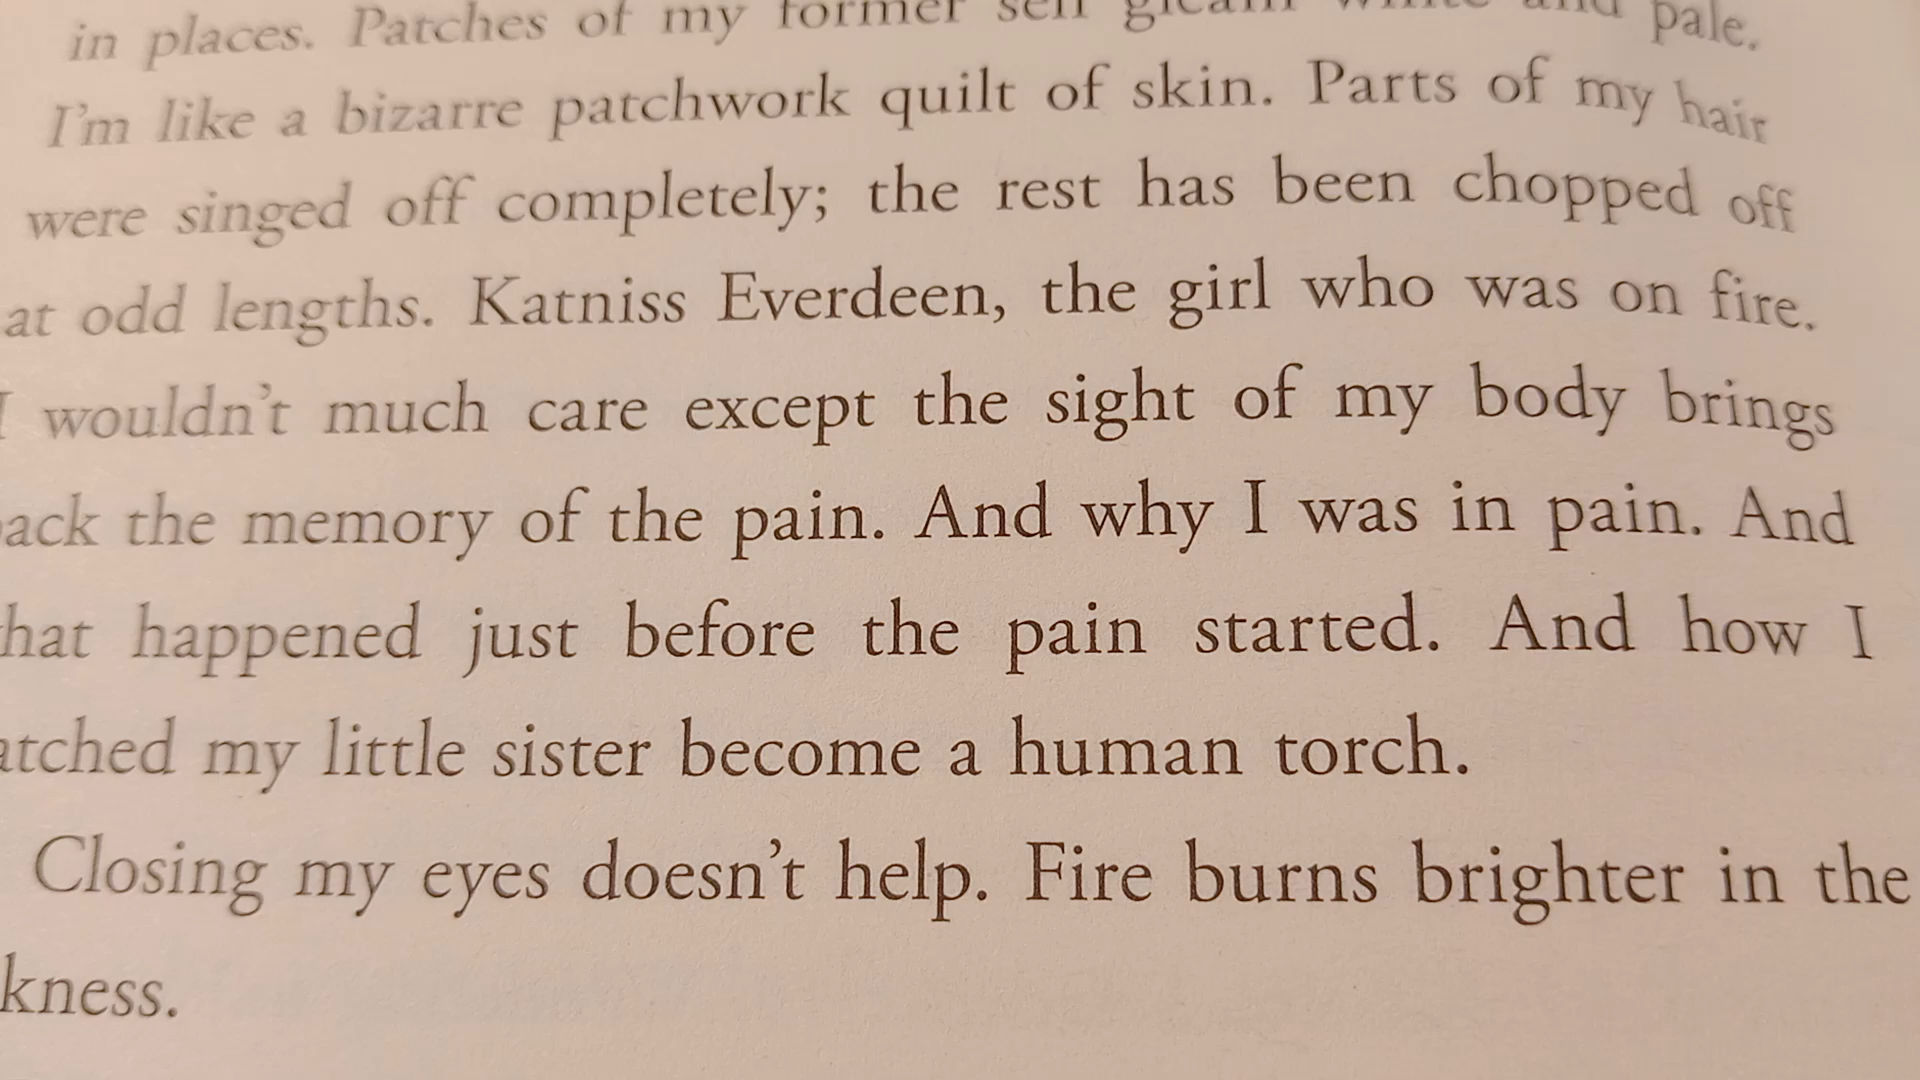 in places. Patches of my former self gleam white and pale.
I'm like a bizarre patchwork quilt of skin. Parts of my hair
were singed off completely; the rest has been chopped off
at odd lengths. Katniss Everdeen, the girl who was on fire.
I wouldn't much care except the sight of my body brings
ack the memory of the pain. And why I was in pain. And
hat happened just before the pain started. And how I
atched my little sister become a human torch.
Closing my eyes doesn't help. Fire burns brighter in the
kness.